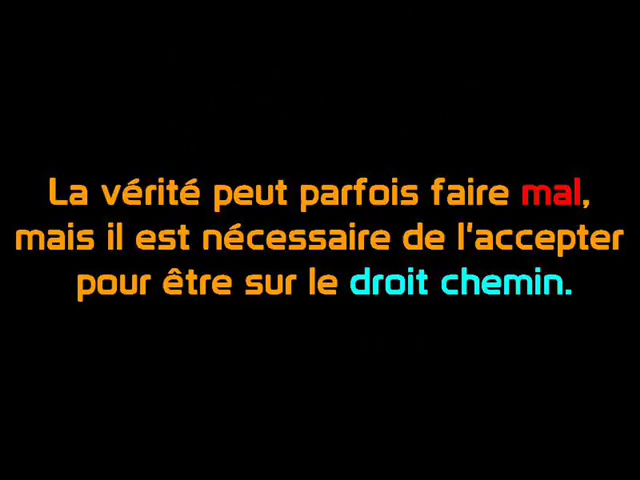 La vérité peut parfois faire mal,
mais il est nécessaire de l'accepter
pour être sur le droit chemin.